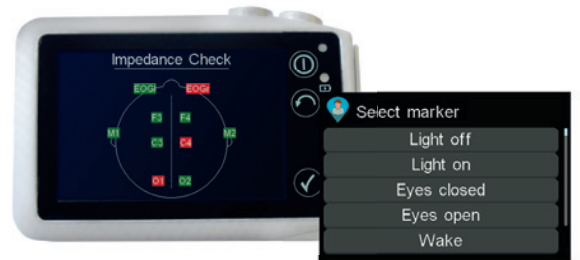 Impedance Check
EOGl EOGr
F3 F4
M1 M2
C3 C4
O1 O2
Select marker
Light off
Light on
Eyes closed
Eyes open
Wake